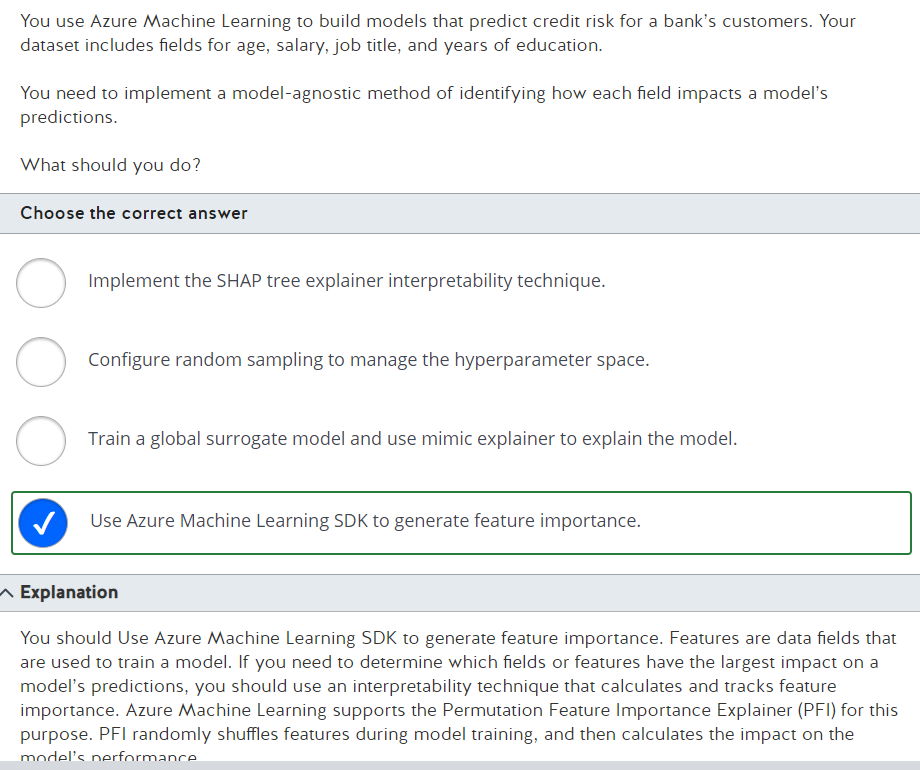 You use Azure Machine Learning to build models that predict credit risk for a bank's customers. Your
dataset includes fields for age, salary, job title, and years of education.
You need to implement a model-agnostic method of identifying how each field impacts a model's
predictions.
What should you do?
Choose the correct answer
Implement the SHAP tree explainer interpretability technique.
Configure random sampling to manage the hyperparameter space.
Train a global surrogate model and use mimic explainer to explain the model.
Use Azure Machine Learning SDK to generate feature importance.
Explanation
You should Use Azure Machine Learning SDK to generate feature importance. Features are data fields that
are used to train a model. If you need to determine which fields or features have the largest impact on a
model's predictions, you should use an interpretability technique that calculates and tracks feature
importance. Azure Machine Learning supports the Permutation Feature Importance Explainer (PFI) for this
purpose. PFI randomly shuffles features during model training, and then calculates the impact on the
model's performance